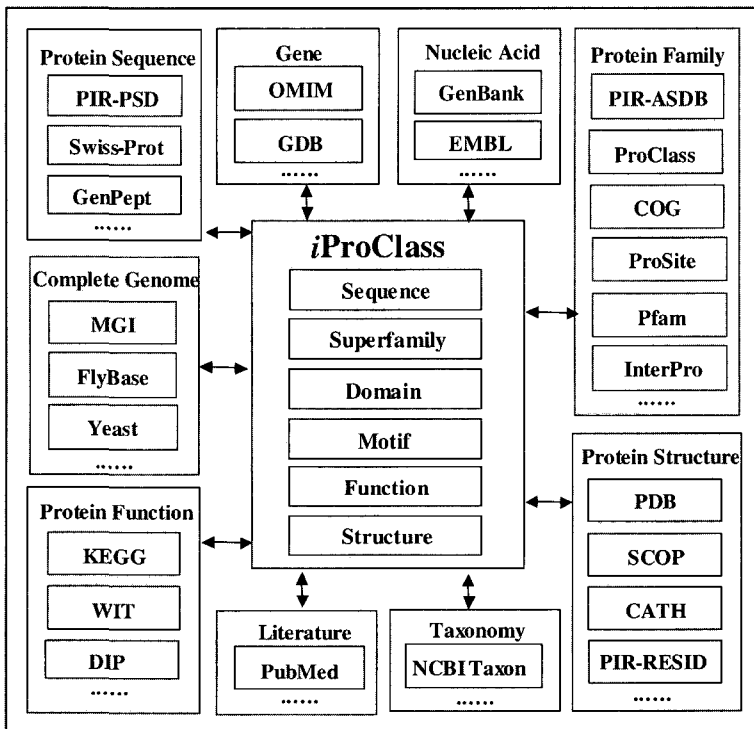 Protein Sequence
PIR-PSD
Swiss-Prot
GenPept
......
Gene
OMIM
GDB
......
Nucleic Acid
GenBank
EMBL
......
Protein Family
PIR-ASDB
ProClass
COG
ProSite
Pfam
InterPro
......
Complete Genome
MGI
FlyBase
Yeast
......
iProClass
Sequence
Superfamily
Domain
Motif
Function
Structure
Protein Function
KEGG
WIT
DIP
......
Literature
PubMed
......
Taxonomy
NCBI Taxon
......
Protein Structure
PDB
SCOP
CATH
PIR-RESID
......